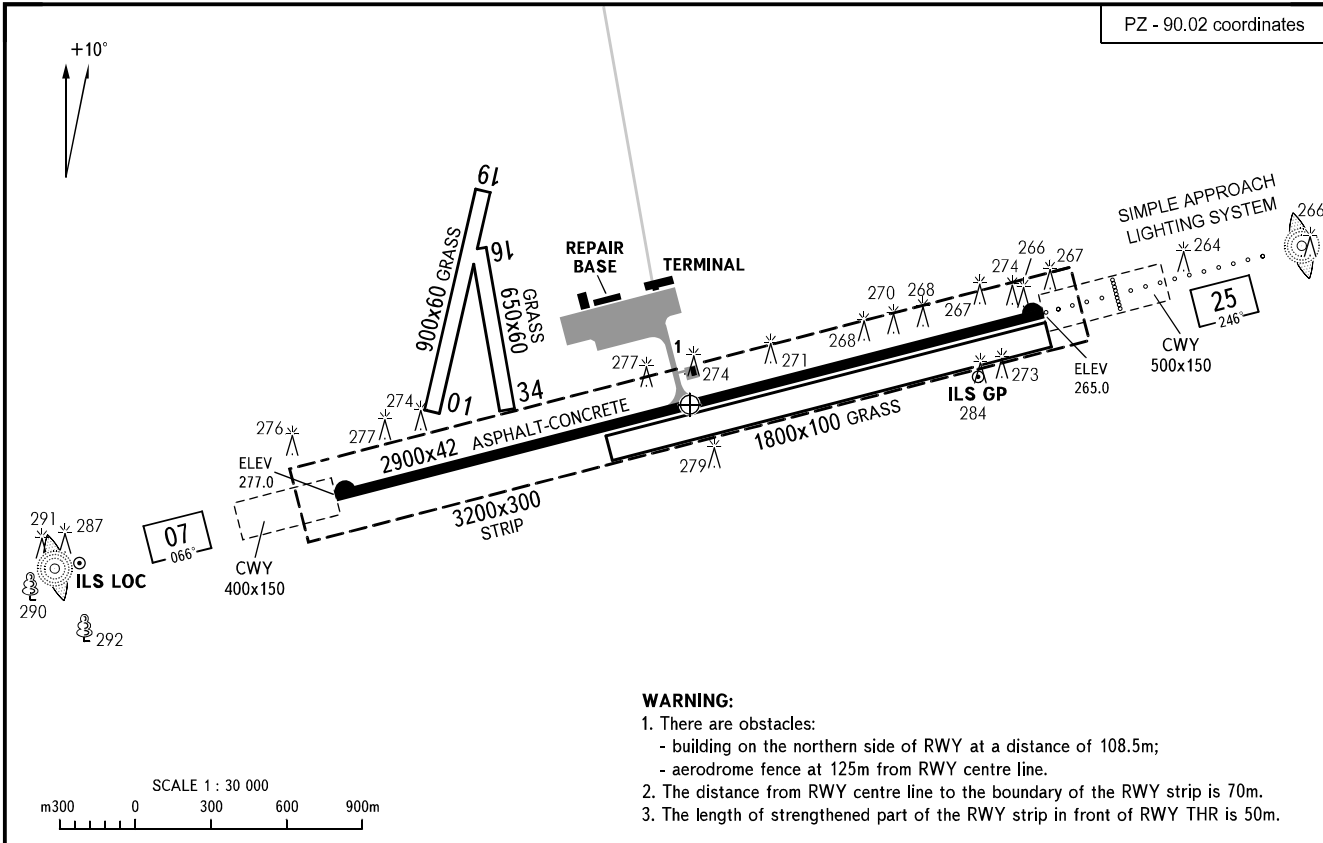 PZ - 90.02 coordinates
+10°
19
16
900x60 GRASS
GRASS
650x60
01
34
REPAIR
BASE
TERMINAL
SIMPLE APPROACH
LIGHTING SYSTEM
266
264
267
266
274
267
268
270
268
271
1
274
277
274
277
276
25
246°
CWY
500x150
ELEV
265.0
273
ILS GP
284
1800x100 GRASS
279
2900x42 ASPHALT-CONCRETE
ELEV
277.0
3200x300
STRIP
07
066°
CWY
400x150
291
287
ILS LOC
290
292
WARNING:
1. There are obstacles:
- building on the northern side of RWY at a distance of 108.5m;
- aerodrome fence at 125m from RWY centre line.
2. The distance from RWY centre line to the boundary of the RWY strip is 70m.
3. The length of strengthened part of the RWY strip in front of RWY THR is 50m.
SCALE 1 : 30 000
m300 0 300 600 900m